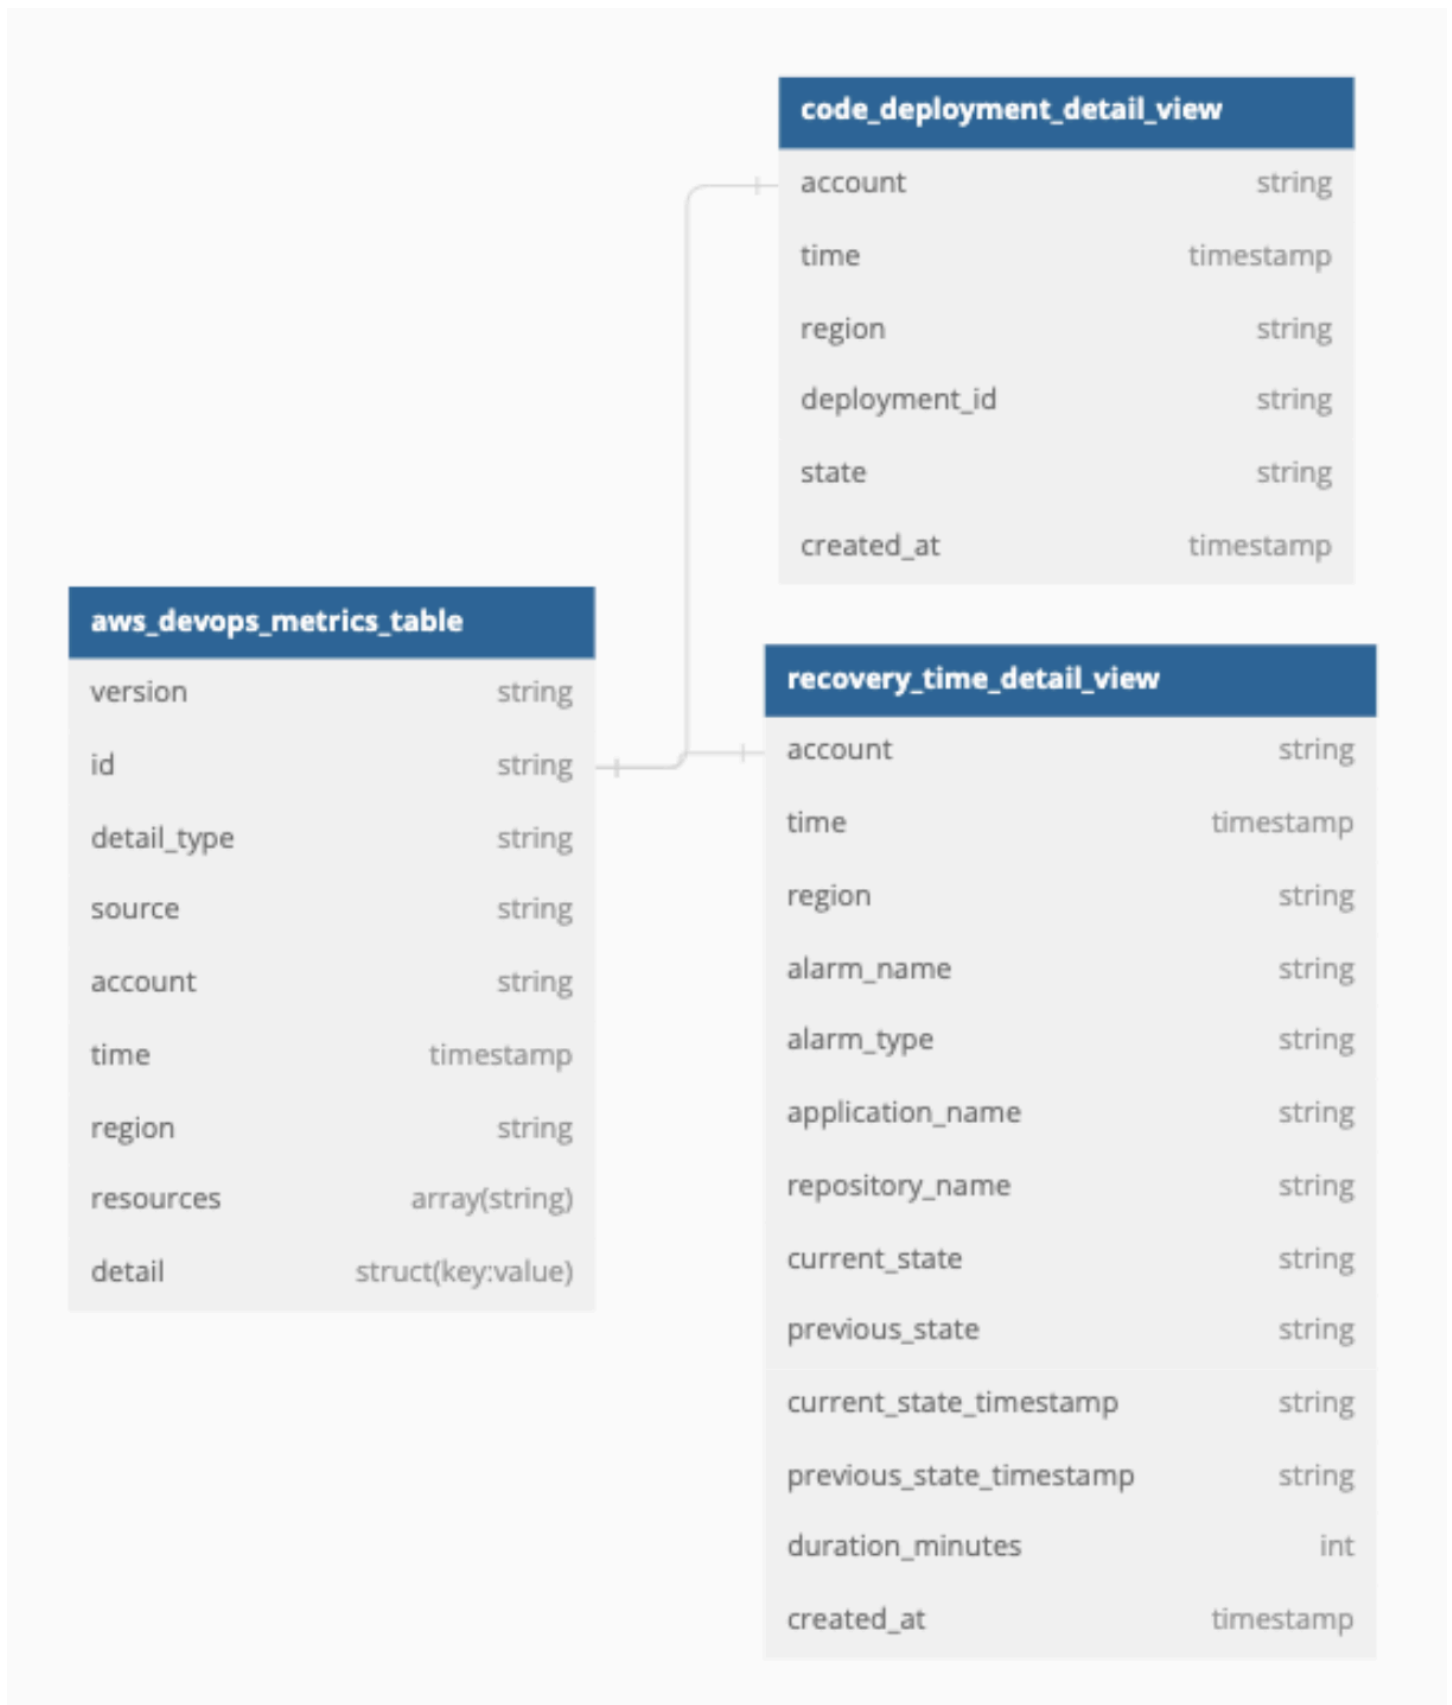 code_deployment_detail_view
account string
time timestamp
region string
deployment_id string
state string
created_at timestamp
aws_devops_metrics_table
version string
id string
detail_type string
source string
account string
time timestamp
region string
resources array(string)
detail struct(key:value)
recovery_time_detail_view
account string
time timestamp
region string
alarm_name string
alarm_type string
application_name string
repository_name string
current_state string
previous_state string
current_state_timestamp string
previous_state_timestamp string
duration_minutes int
created_at timestamp